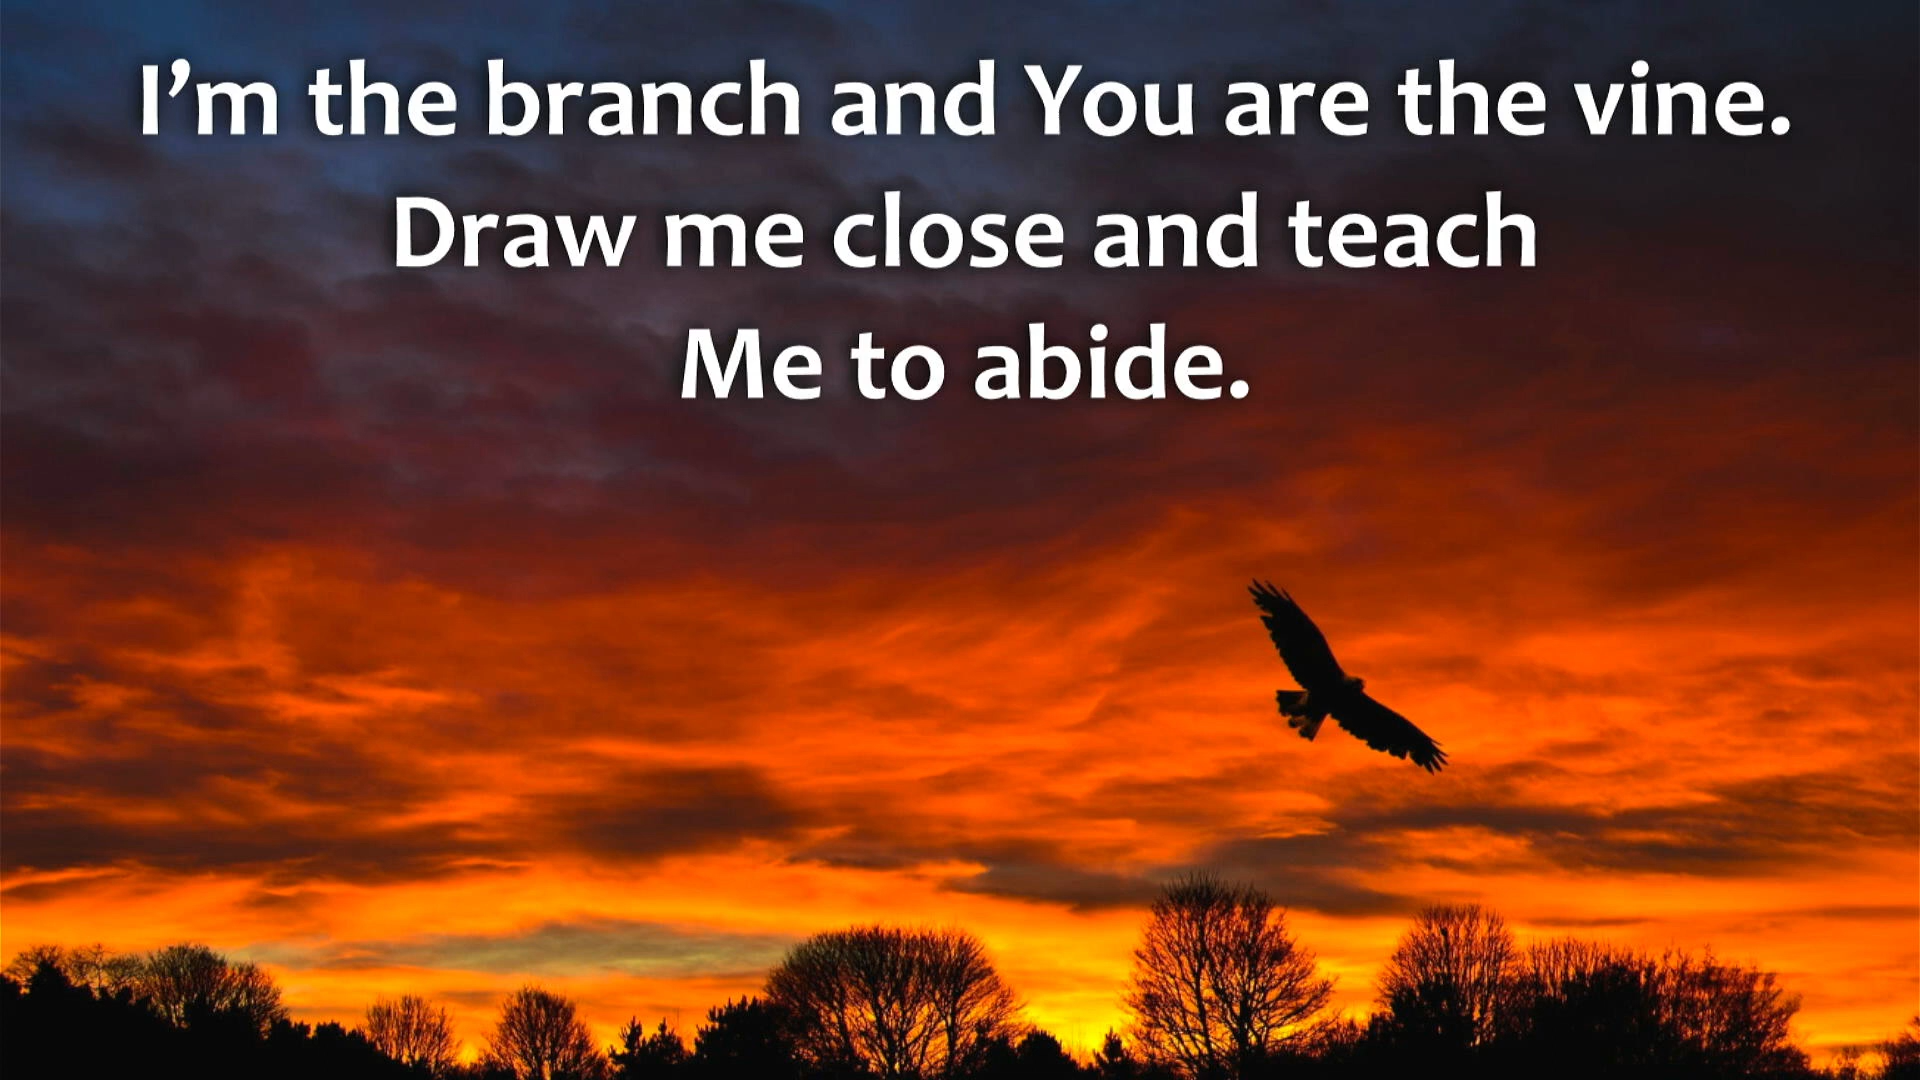 I’m the branch and You are the vine.
Draw me close and teach
Me to abide.